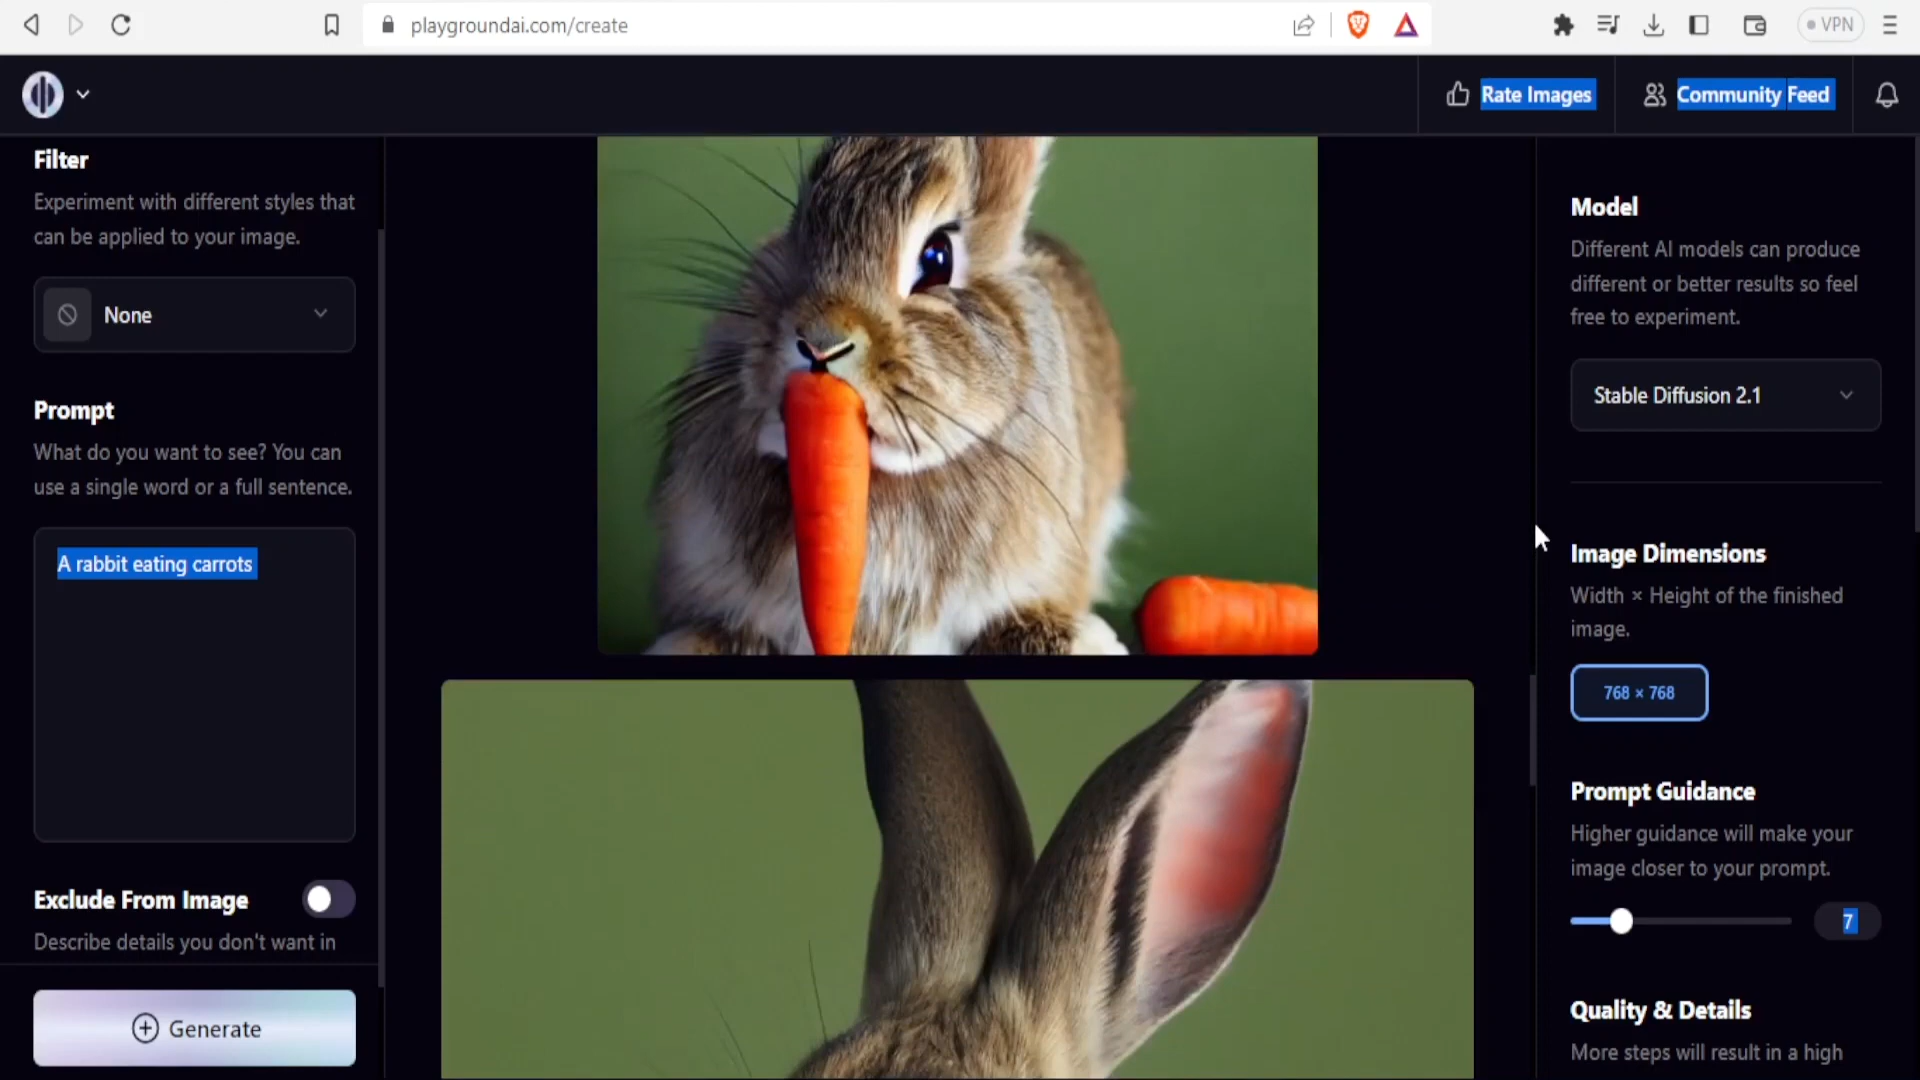 playgroundai.com/create
VPN
Rate Images
Community Feed
Filter
Experiment with different styles that
can be applied to your image.
None
Prompt
What do you want to see? You can
use a single word or a full sentence.
A rabbit eating carrots
Exclude From Image
Describe details you don't want in
Generate
Model
Different AI models can produce
different or better results so feel
free to experiment.
Stable Diffusion 2.1
Image Dimensions
Width × Height of the finished
image.
768 × 768
Prompt Guidance
Higher guidance will make your
image closer to your prompt.
7
Quality & Details
More steps will result in a high